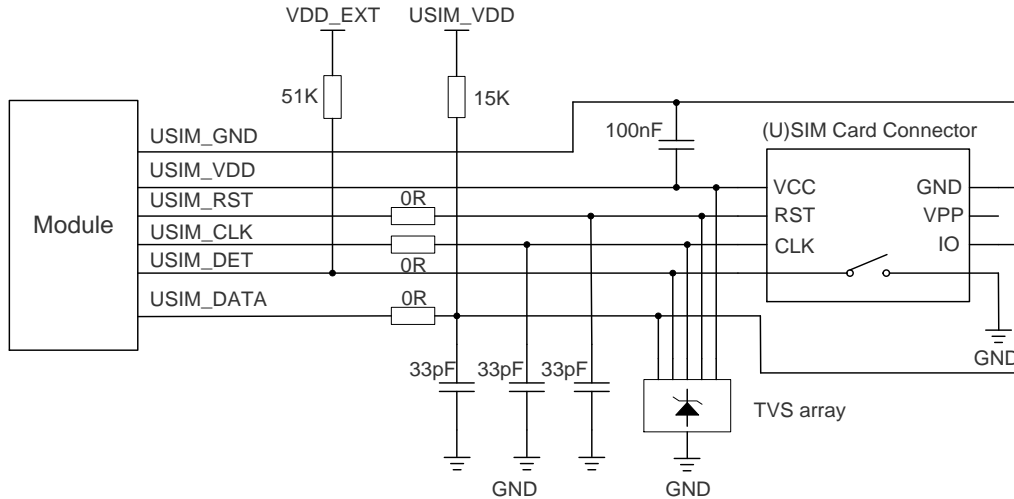 VDD_EXT USIM_VDD
51K 15K
Module
USIM_GND
USIM_VDD
USIM_RST
USIM_CLK
USIM_DET
USIM_DATA
0R
0R
0R
100nF
(U)SIM Card Connector
VCC GND
RST VPP
CLK IO
GND
33pF 33pF 33pF
TVS array
GND GND